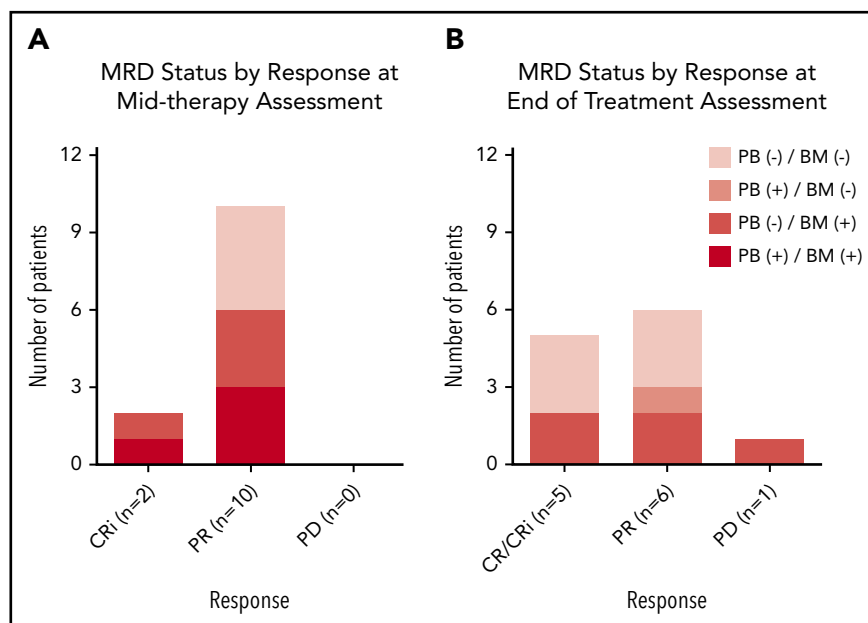 A
MRD Status by Response at
Mid-therapy Assessment
12
9
6
3
0
Number of patients
CRi (n=2)
PR (n=10)
PD (n=0)
Response
B
MRD Status by Response at
End of Treatment Assessment
PB (-) / BM (-)
PB (+) / BM (-)
PB (-) / BM (+)
PB (+) / BM (+)
12
9
6
3
0
Number of patients
CR/CRi (n=5)
PR (n=6)
PD (n=1)
Response